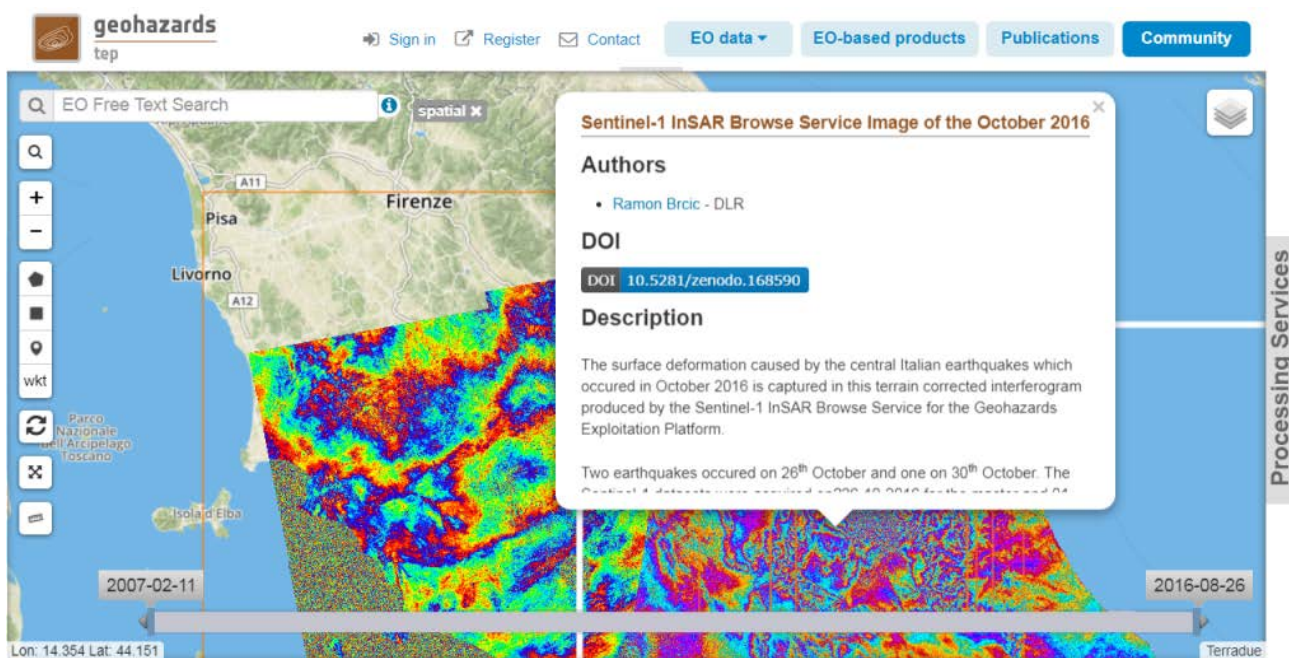 geohazards
tep
Sign in
Register
Contact
EO data
EO-based products
Publications
Community
EO Free Text Search
spatial
Sentinel-1 InSAR Browse Service Image of the October 2016
Authors
Ramon Brcic - DLR
DOI
DOI 10.5281/zenodo.168590
Description
The surface deformation caused by the central Italian earthquakes which
occured in October 2016 is captured in this terrain corrected interferogram
produced by the Sentinel-1 InSAR Browse Service for the Geohazards
Exploitation Platform.
Two earthquakes occured on 26th October and one on 30th October. The
A11
Firenze
Pisa
Livorno
A12
wkt
Parco
Nazionale
dell'Arcipelago
Toscano
Isola d'Elba
2007-02-11
2016-08-26
Lon: 14.354 Lat: 44.151
Terradue
Processing Services